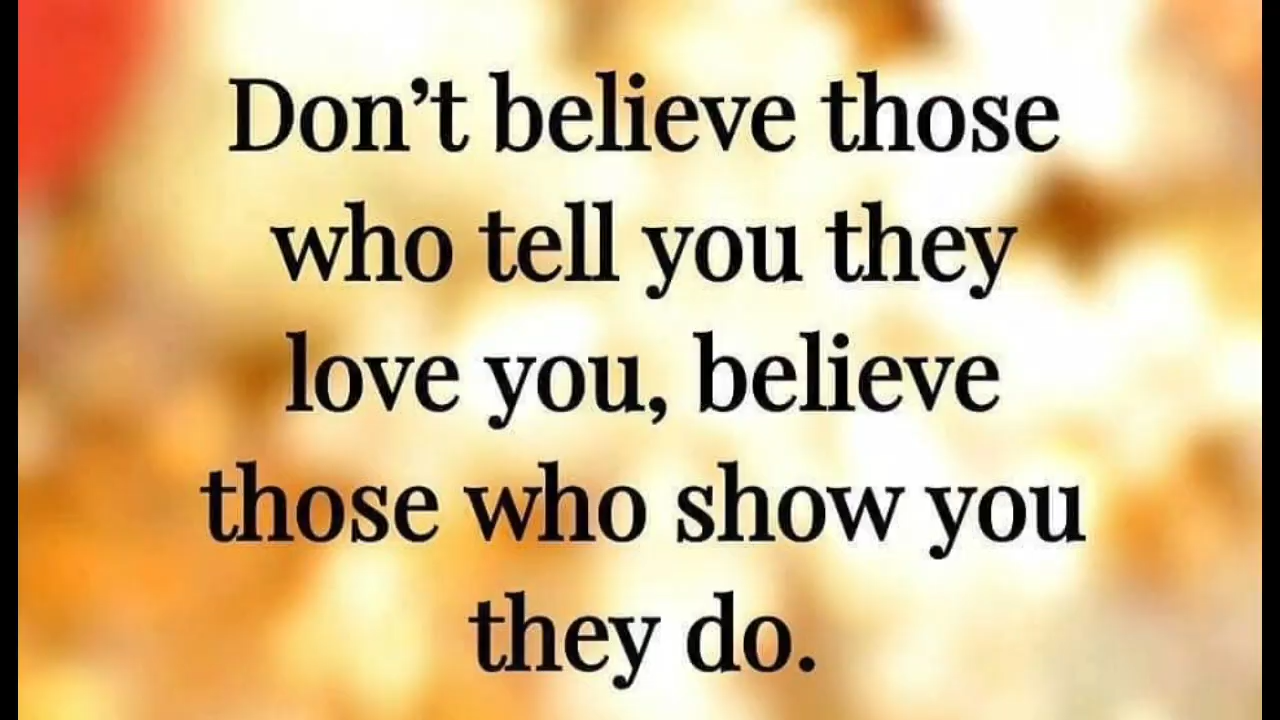 Don’t believe those
who tell you they
love you, believe
those who show you
they do.